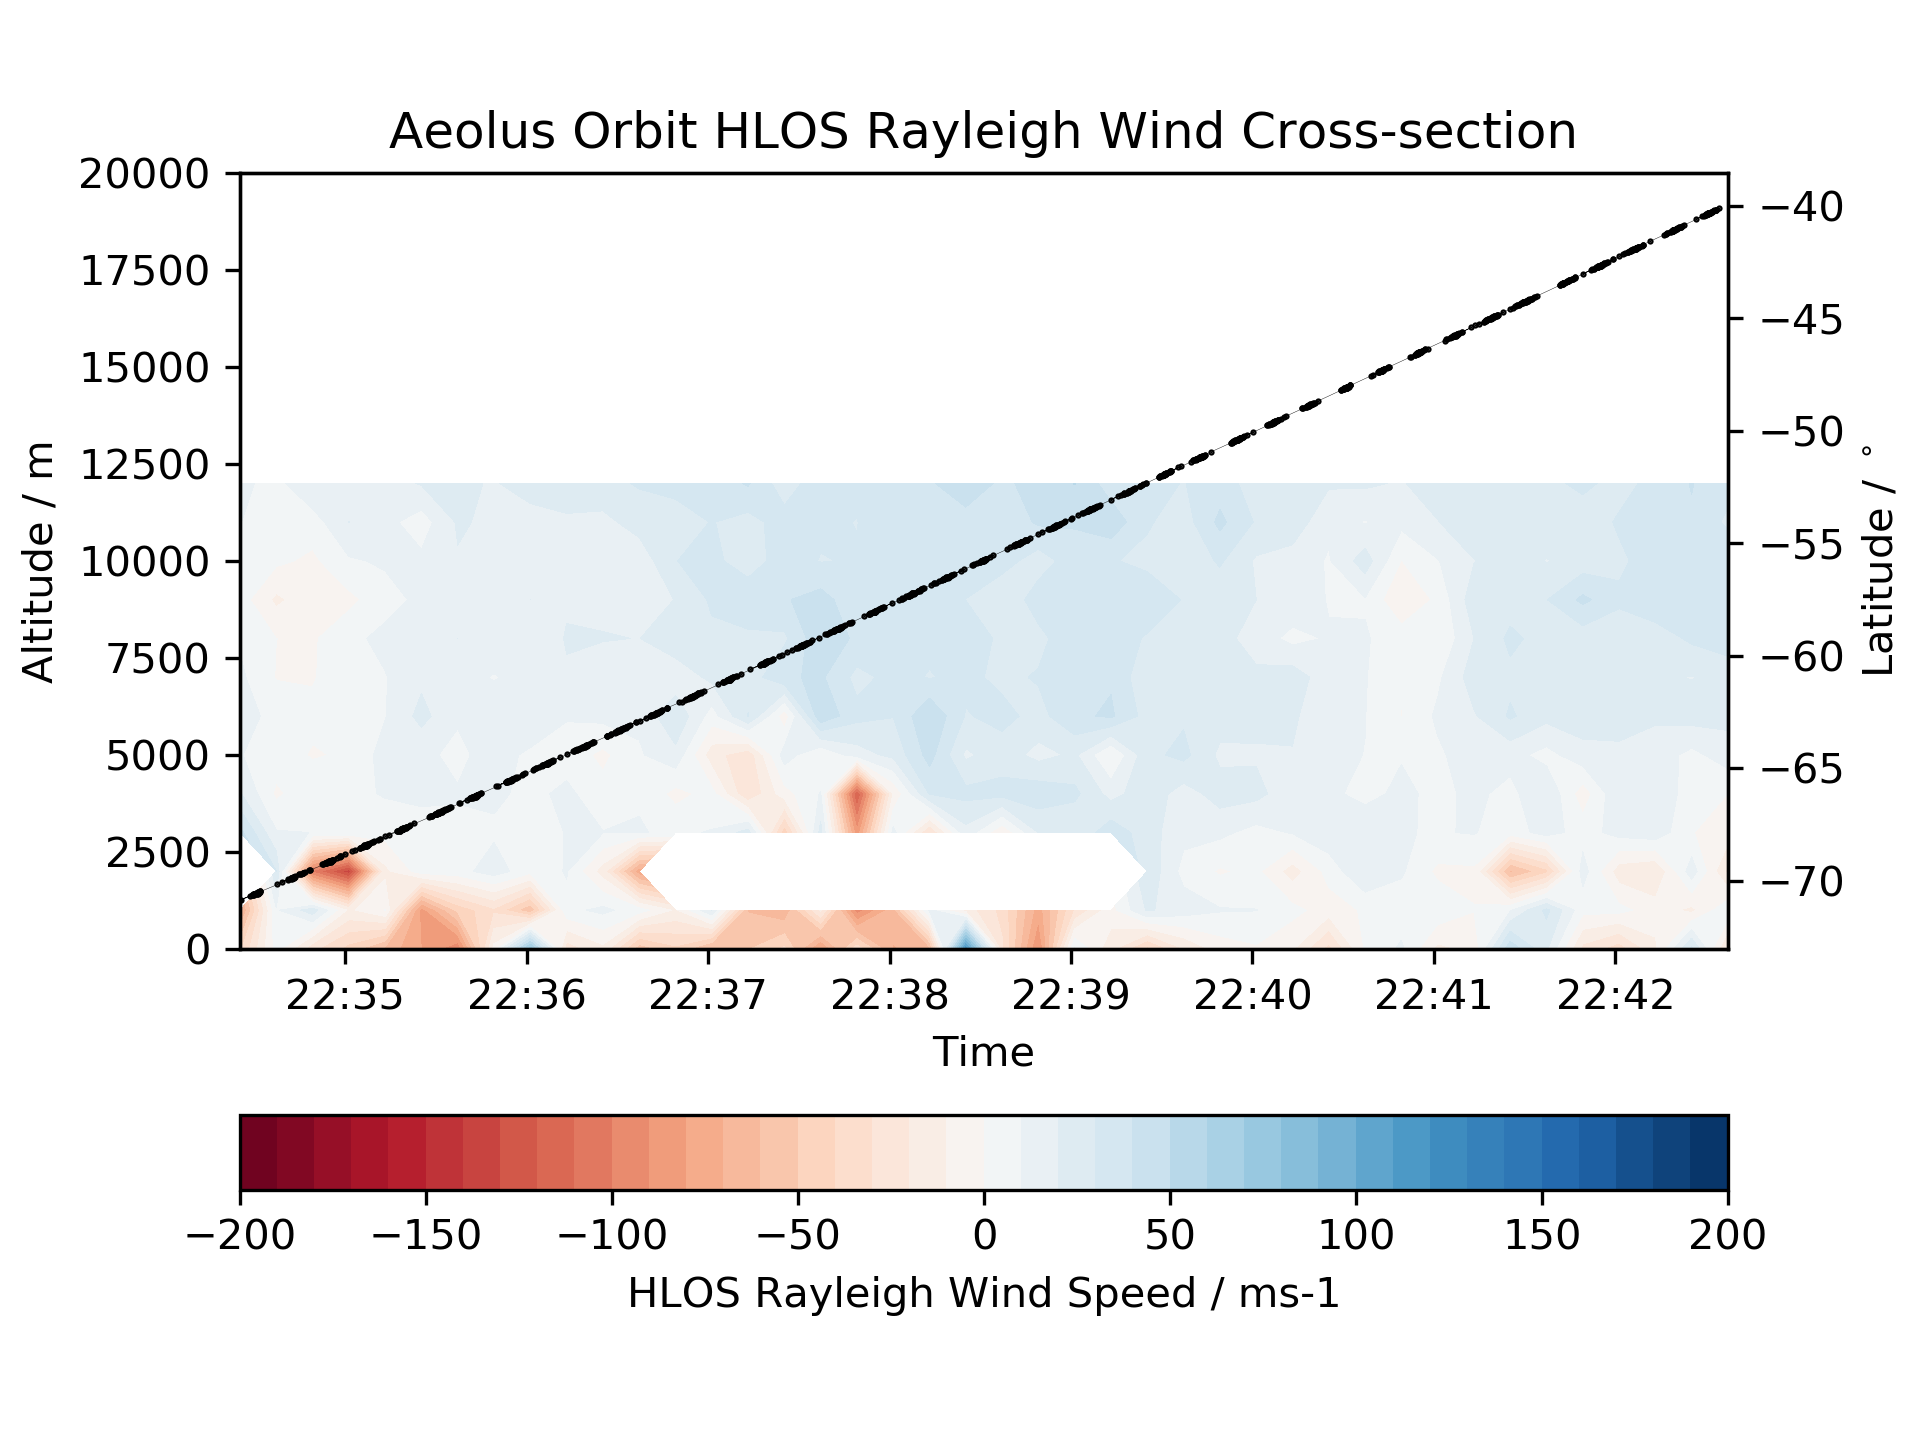 Aeolus Orbit HLOS Rayleigh Wind Cross-section
20000
17500
15000
12500
10000
7500
5000
2500
0
Altitude / m
−40
−45
−50
−55
−60
−65
−70
Latitude / °
22:35 22:36 22:37 22:38 22:39 22:40 22:41 22:42
Time
−200 −150 −100 −50 0 50 100 150 200
HLOS Rayleigh Wind Speed / ms-1